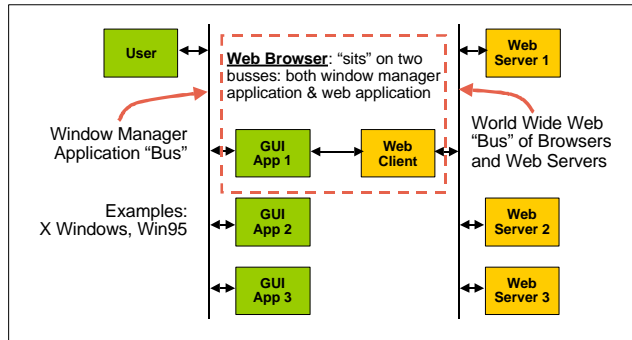 User
Web Browser: “sits” on two
busses: both window manager
application & web application
Web
Server 1
Window Manager
Application “Bus”
World Wide Web
“Bus” of Browsers
and Web Servers
GUI
App 1
Web
Client
Examples:
X Windows, Win95
GUI
App 2
Web
Server 2
GUI
App 3
Web
Server 3